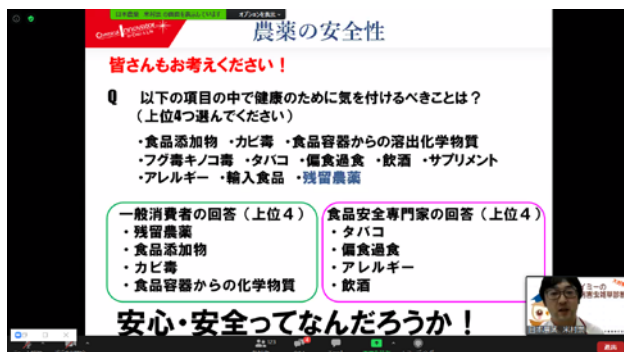 農薬の安全性
皆さんもお考えください！
Q 以下の項目の中で健康のために気を付けるべきことは？
（上位4つ選んでください）
・食品添加物 ・カビ毒 ・食品容器からの溶出化学物質
・フグ毒キノコ毒 ・タバコ ・偏食過食 ・飲酒 ・サプリメント
・アレルギー ・輸入食品 ・残留農薬
一般消費者の回答（上位４）
・残留農薬
・食品添加物
・カビ毒
・食品容器からの化学物質
食品安全専門家の回答（上位４）
・タバコ
・偏食過食
・アレルギー
・飲酒
安心・安全ってなんだろうか！
退出